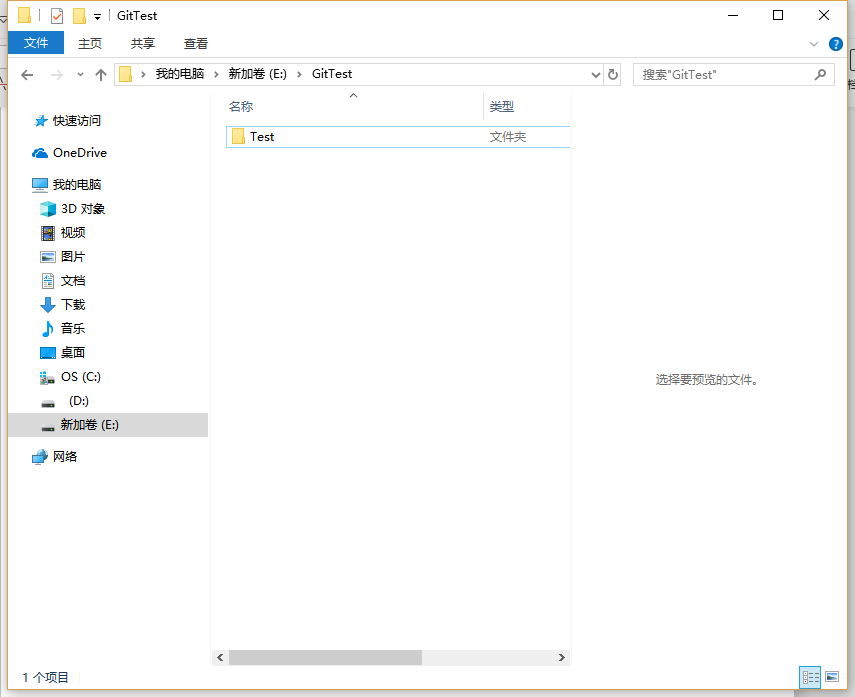 GitTest
文件 主页 共享 查看
我的电脑 新加卷 (E:) GitTest 搜索"GitTest"
名称 类型
Test 文件夹
快速访问
OneDrive
我的电脑
3D 对象
视频
图片
文档
下载
音乐
桌面
OS (C:)
(D:)
新加卷 (E:)
网络
选择要预览的文件。
1 个项目